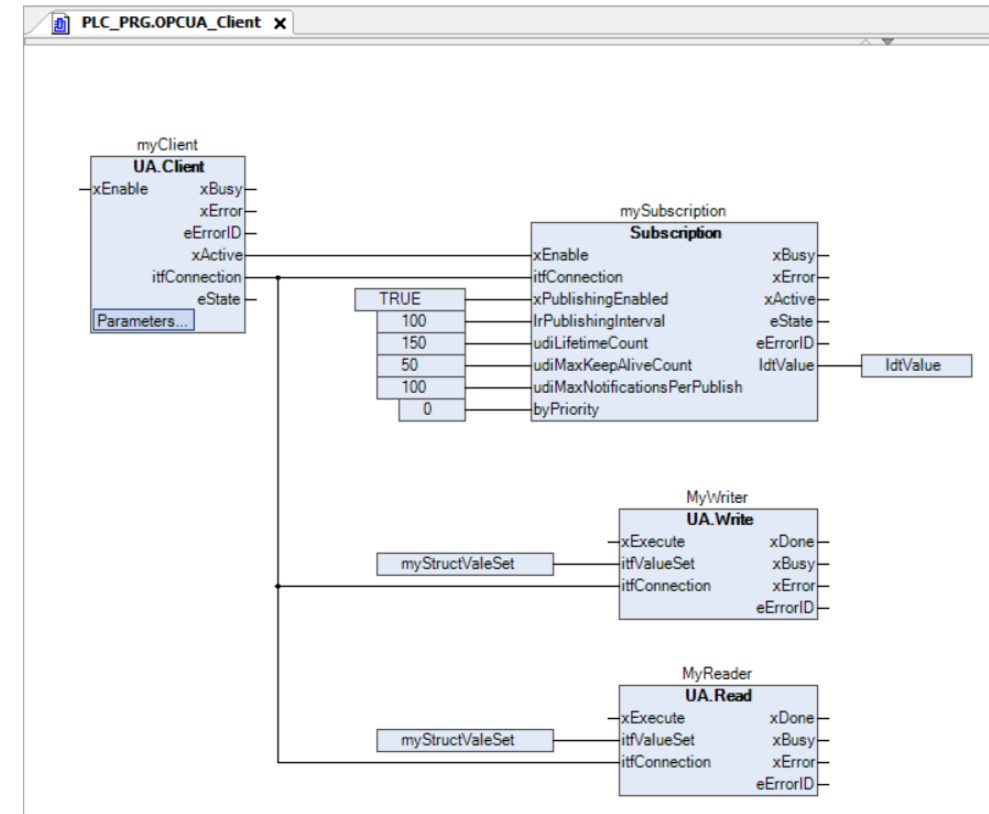 PLC_PRG.OPCUA_Client X
myClient
UA.Client
xEnable xBusy
xError
eErrorID
xActive
itfConnection
eState
Parameters...
mySubscription
Subscription
xEnable xBusy
itfConnection xError
TRUE xPublishingEnabled xActive
100 lrPublishingInterval eState
150 udiLifetimeCount eErrorID
50 udiMaxKeepAliveCount ldtValue ldtValue
100 udiMaxNotificationsPerPublish
0 byPriority
MyWriter
UA.Write
xExecute xDone
myStructValeSet itfValueSet xBusy
itfConnection xError
eErrorID
MyReader
UA.Read
xExecute xDone
myStructValeSet itfValueSet xBusy
itfConnection xError
eErrorID